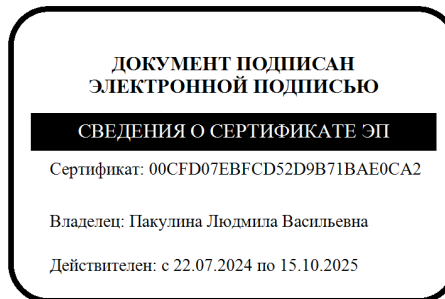 ДОКУМЕНТ ПОДПИСАН
ЭЛЕКТРОННОЙ ПОДПИСЬЮ
СВЕДЕНИЯ О СЕРТИФИКАТЕ ЭП
Сертификат: 00CFD07EBFCD52D9B71BAE0CA2
Владелец: Пакулина Людмила Васильевна
Действителен: с 22.07.2024 по 15.10.2025